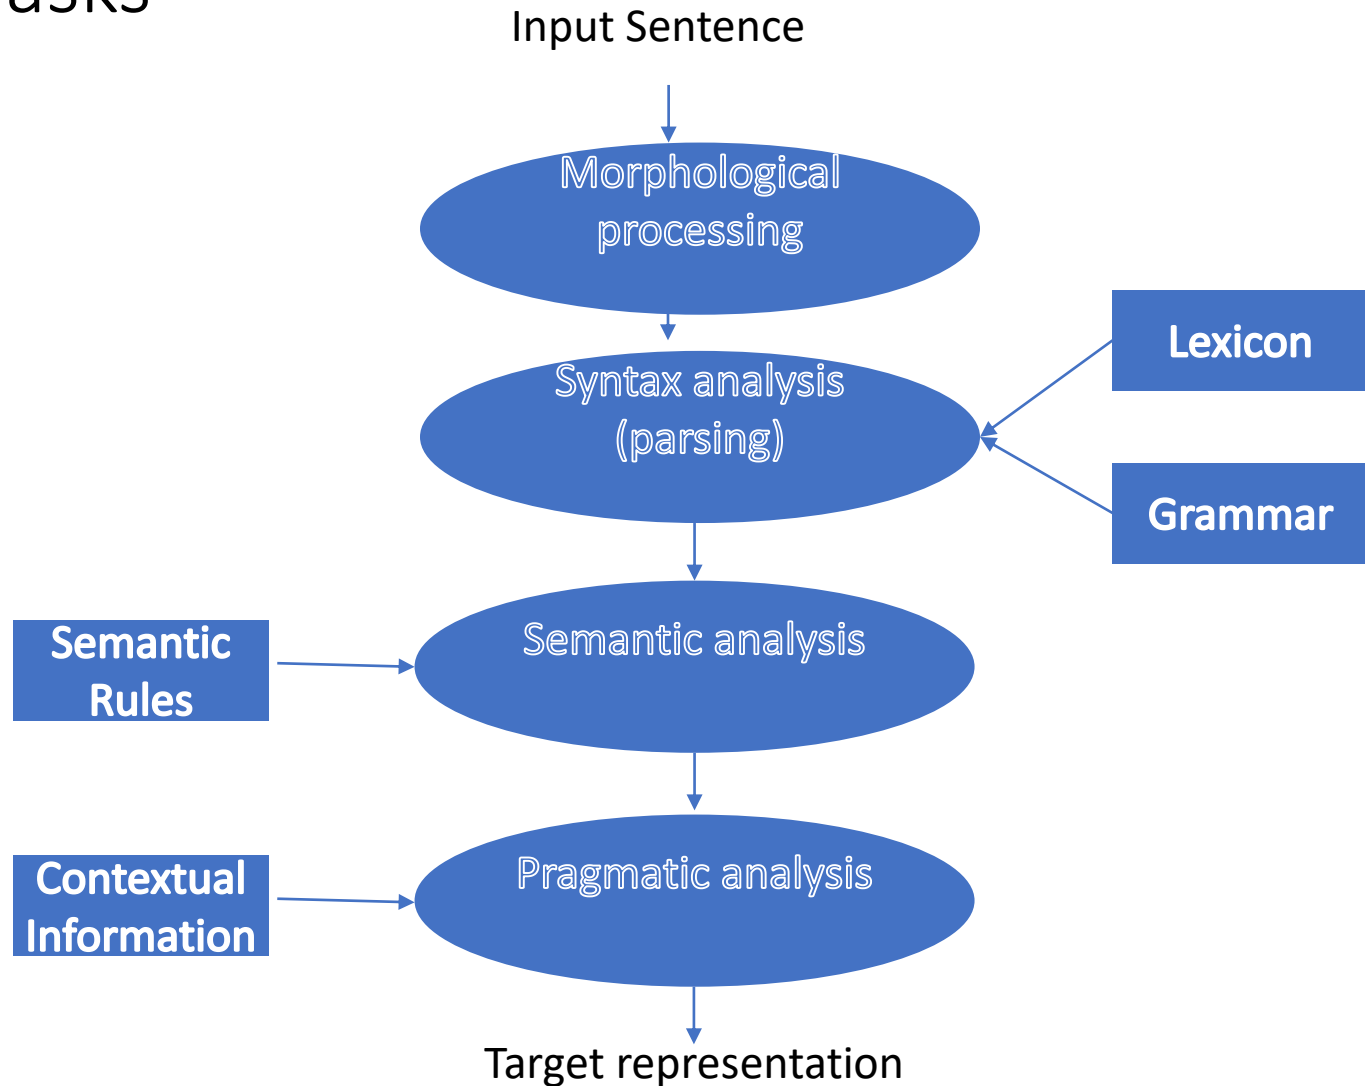 asks
Input Sentence
Morphological
processing
Lexicon
Syntax analysis
(parsing)
Grammar
Semantic
Rules
Semantic analysis
Contextual
Information
Pragmatic analysis
Target representation